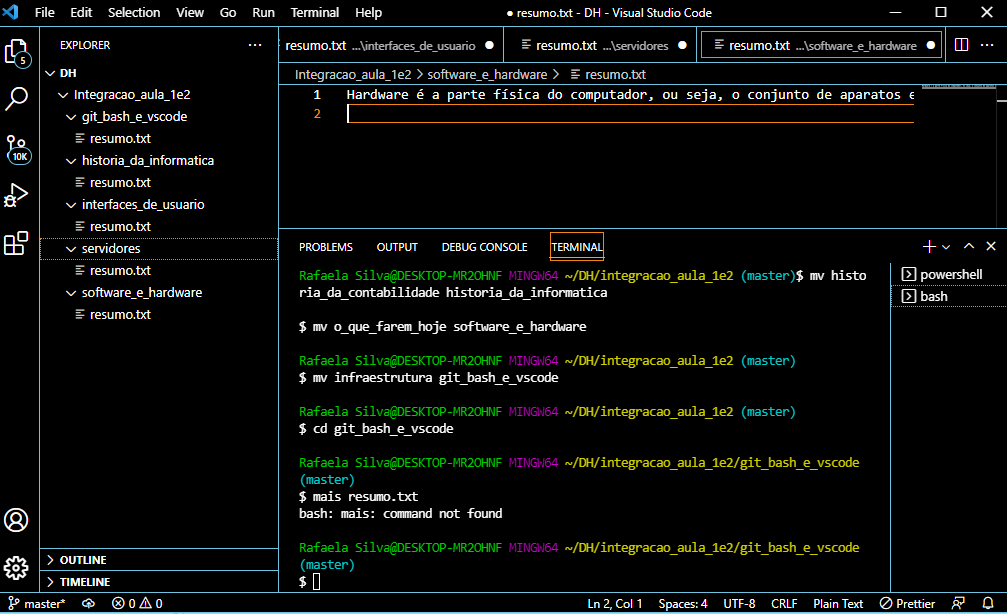 File Edit Selection View Go Run Terminal Help ● resumo.txt - DH - Visual Studio Code
EXPLORER
resumo.txt ...\interfaces_de_usuario
resumo.txt ...\servidores
resumo.txt ...\software_e_hardware
Integracao_aula_1e2 > software_e_hardware > resumo.txt
5
10K
DH
Integracao_aula_1e2
git_bash_e_vscode
resumo.txt
historia_da_informatica
resumo.txt
interfaces_de_usuario
resumo.txt
servidores
resumo.txt
software_e_hardware
resumo.txt
OUTLINE
TIMELINE
1 Hardware é a parte física do computador, ou seja, o conjunto de aparatos e
2
PROBLEMS OUTPUT DEBUG CONSOLE TERMINAL
Rafaela Silva@DESKTOP-MR2OHNF MINGW64 ~/DH/integracao_aula_1e2 (master)$ mv histo
ria_da_contabilidade historia_da_informatica
$ mv o_que_farem_hoje software_e_hardware
Rafaela Silva@DESKTOP-MR2OHNF MINGW64 ~/DH/integracao_aula_1e2 (master)
$ mv infraestrutura git_bash_e_vscode
Rafaela Silva@DESKTOP-MR2OHNF MINGW64 ~/DH/integracao_aula_1e2 (master)
$ cd git_bash_e_vscode
Rafaela Silva@DESKTOP-MR2OHNF MINGW64 ~/DH/integracao_aula_1e2/git_bash_e_vscode
(master)
$ mais resumo.txt
bash: mais: command not found
Rafaela Silva@DESKTOP-MR2OHNF MINGW64 ~/DH/integracao_aula_1e2/git_bash_e_vscode
(master)
$
powershell
bash
master* 0 0 Ln 2, Col 1 Spaces: 4 UTF-8 CRLF Plain Text Prettier